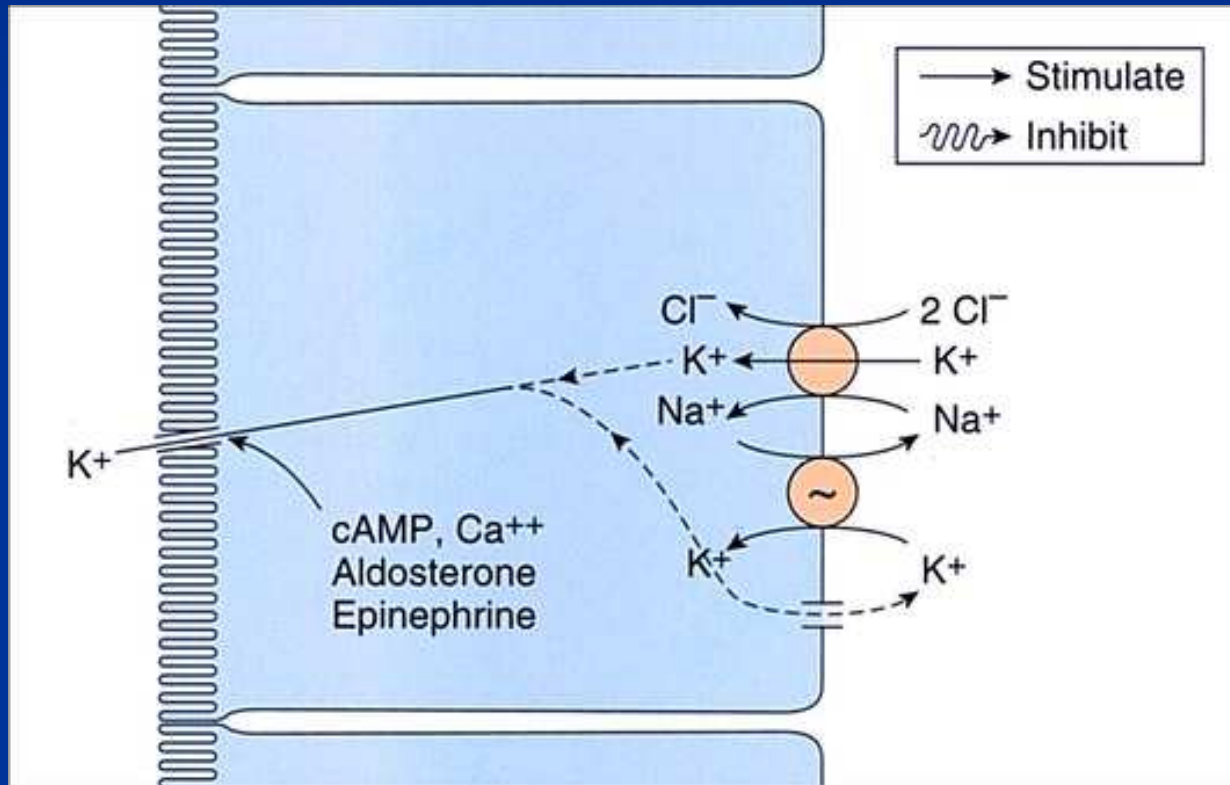 Stimulate
Inhibit
Cl⁻ 2 Cl⁻
K⁺ K⁺
Na⁺ Na⁺
K⁺
~
cAMP, Ca⁺⁺
Aldosterone
Epinephrine
K⁺ K⁺